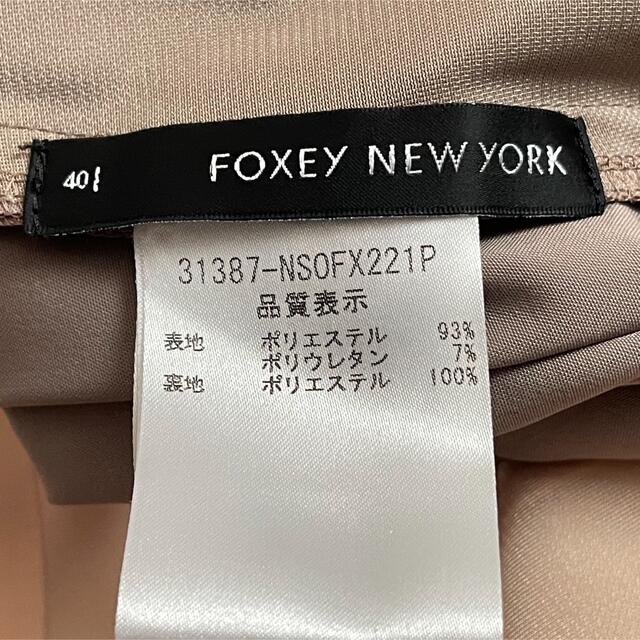 40
FOXEY NEW YORK
31387-NSOFX221P
品質表示
表地 ポリエステル 93%
ポリウレタン 7%
裏地 ポリエステル 100%